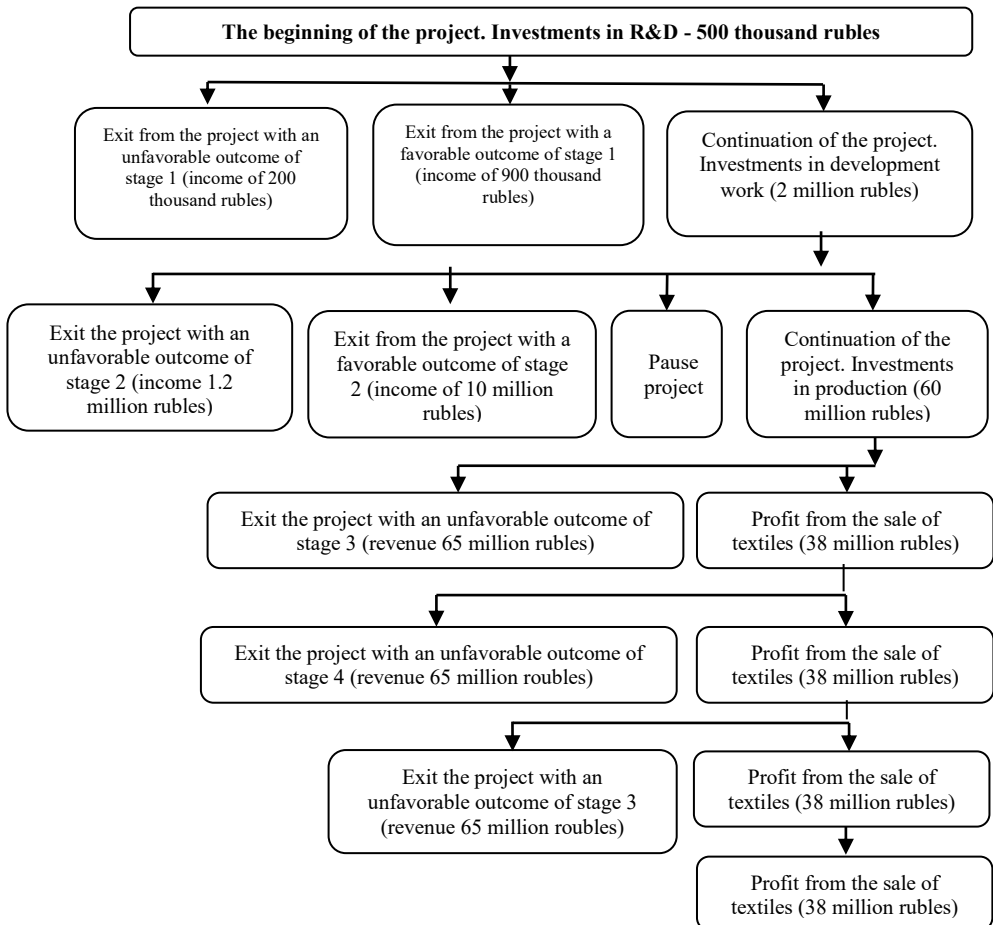 The beginning of the project. Investments in R&D - 500 thousand rubles
Exit from the project with an
unfavorable outcome of
stage 1 (income of 200
thousand rubles)
Exit from the project with a
favorable outcome of stage 1
(income of 900 thousand
rubles)
Continuation of the project.
Investments in development
work (2 million rubles)
Exit the project with an
unfavorable outcome of
stage 2 (income 1.2
million rubles)
Exit from the project with a
favorable outcome of stage
2 (income of 10 million
rubles)
Pause
project
Continuation of the
project. Investments
in production (60
million rubles)
Exit the project with an unfavorable outcome of
stage 3 (revenue 65 million rubles)
Profit from the sale of
textiles (38 million rubles)
Exit the project with an unfavorable outcome of
stage 4 (revenue 65 million roubles)
Profit from the sale of
textiles (38 million rubles)
Exit the project with an
unfavorable outcome of stage 3
(revenue 65 million roubles)
Profit from the sale of
textiles (38 million rubles)
Profit from the sale of
textiles (38 million rubles)